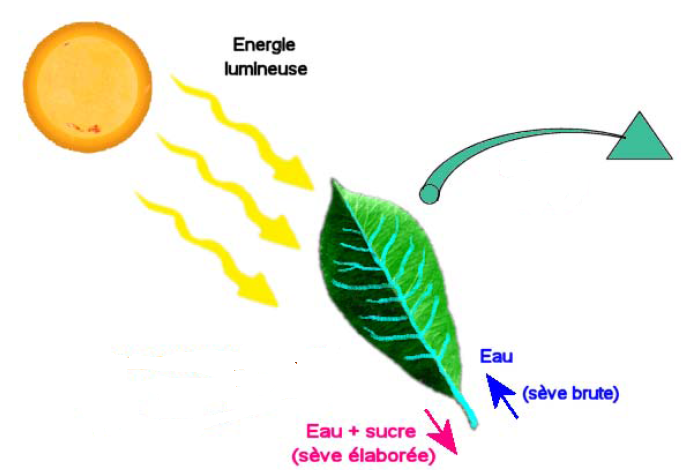 Energie
lumineuse
Eau
(sève brute)
Eau + sucre
(sève élaborée)